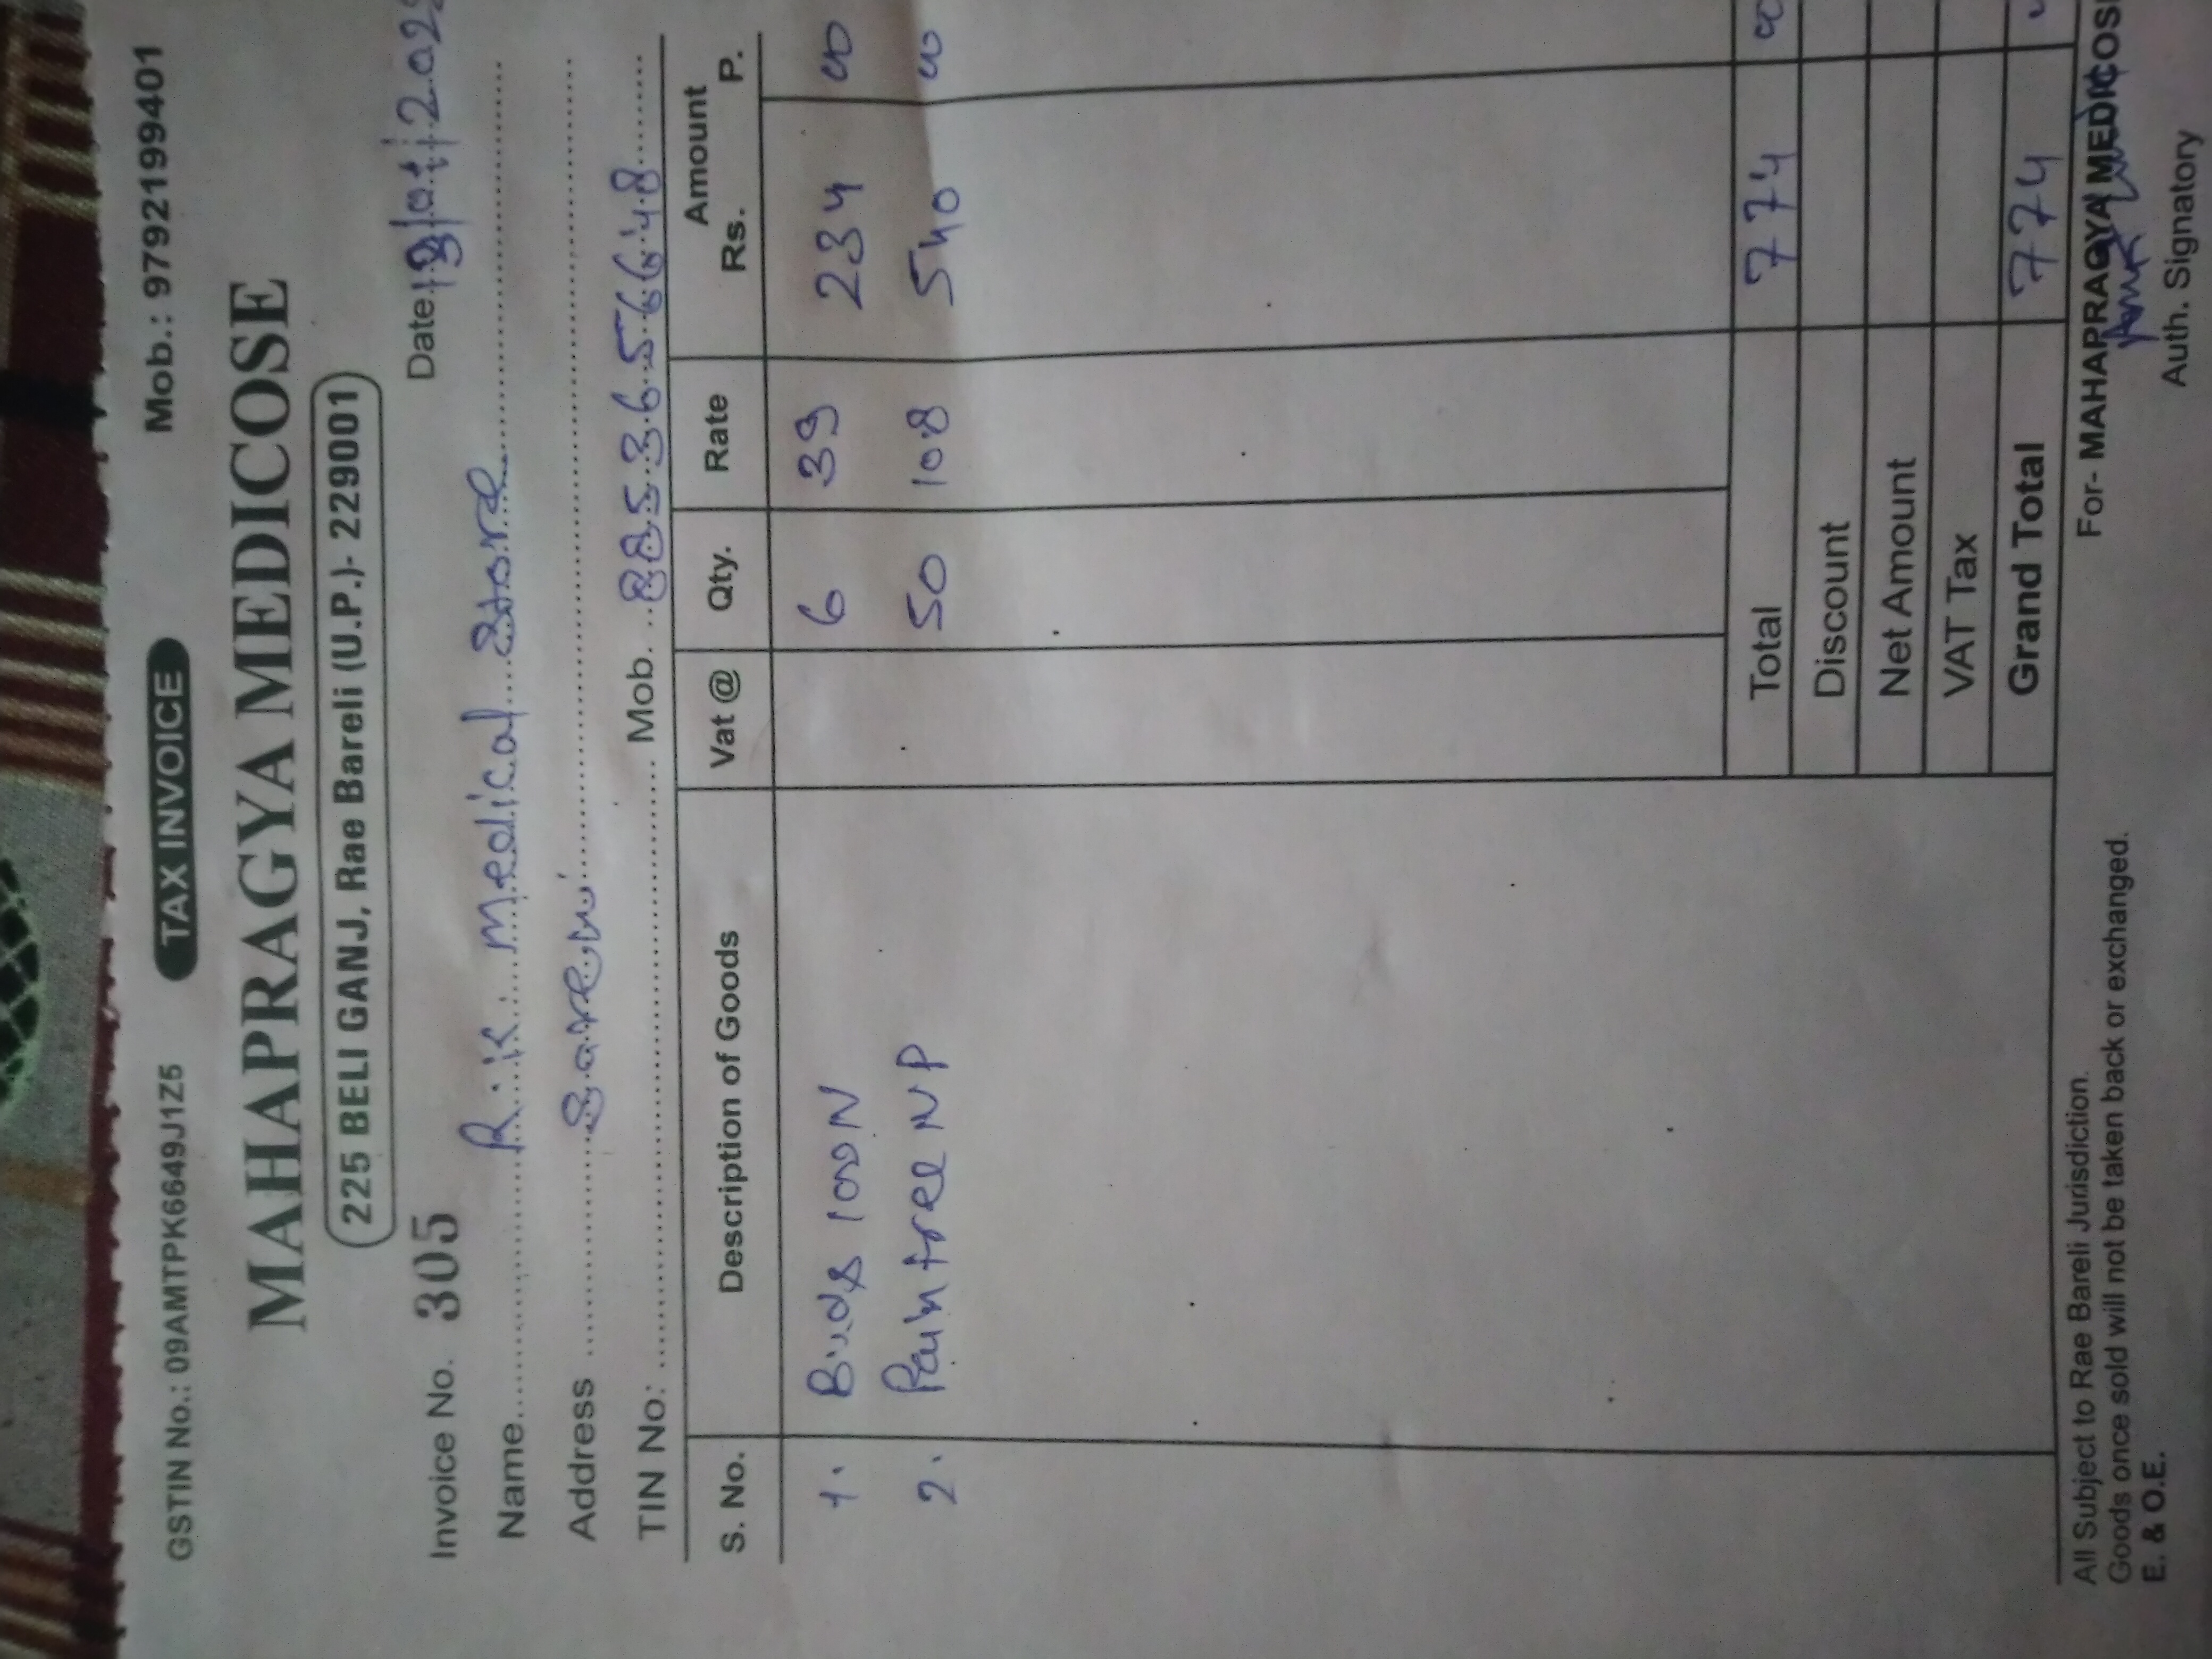 GSTIN No.: 09AMTPK6649J1Z5 TAX INVOICE Mob.: 9792199401
MAHAPRAGYA MEDICOSE
225 BELI GANJ, Rae Bareli (U.P.)- 229001
Invoice No. 305 Date
Name R.K. medical Store
Address
TIN No: Mob. 8853656648
S. No. Description of Goods Vat @ Qty. Rate Amount
Rs. P.
1. Buds 100N 6 39 234 00
2. Painfree NP 50 108 540 00
Total 774
Discount
Net Amount
VAT Tax
Grand Total 774
All Subject to Rae Bareli Jurisdiction.
Goods once sold will not be taken back or exchanged.
E. & O.E.
For- MAHAPRAGYA MEDICOS
Auth. Signatory